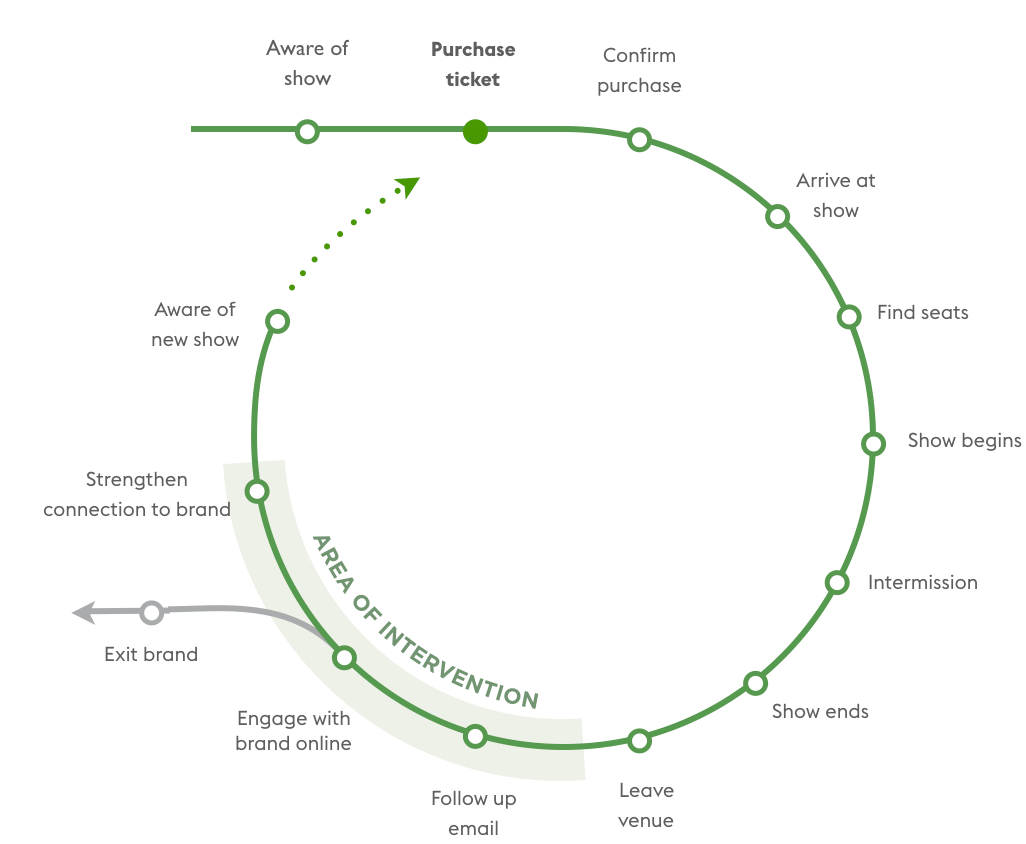 Aware of
show
Purchase
ticket
Confirm
purchase
Arrive at
show
Find seats
Show begins
Intermission
Show ends
Leave
venue
Follow up
email
Engage with
brand online
Exit brand
Strengthen
connection to brand
Aware of
new show
AREA OF INTERVENTION